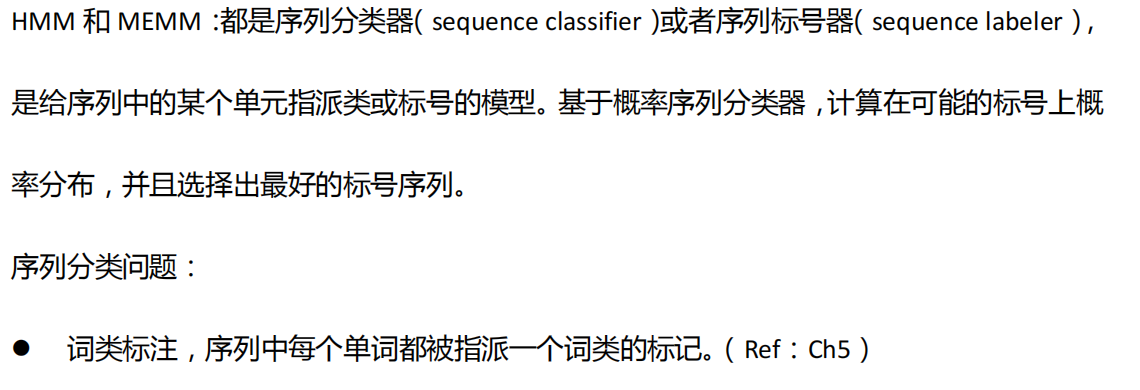 HMM 和 MEMM :都是序列分类器( sequence classifier )或者序列标号器( sequence labeler ),
是给序列中的某个单元指派类或标号的模型。基于概率序列分类器,计算在可能的标号上概
率分布,并且选择出最好的标号序列。
序列分类问题:
● 词类标注,序列中每个单词都被指派一个词类的标记。( Ref:Ch5 )